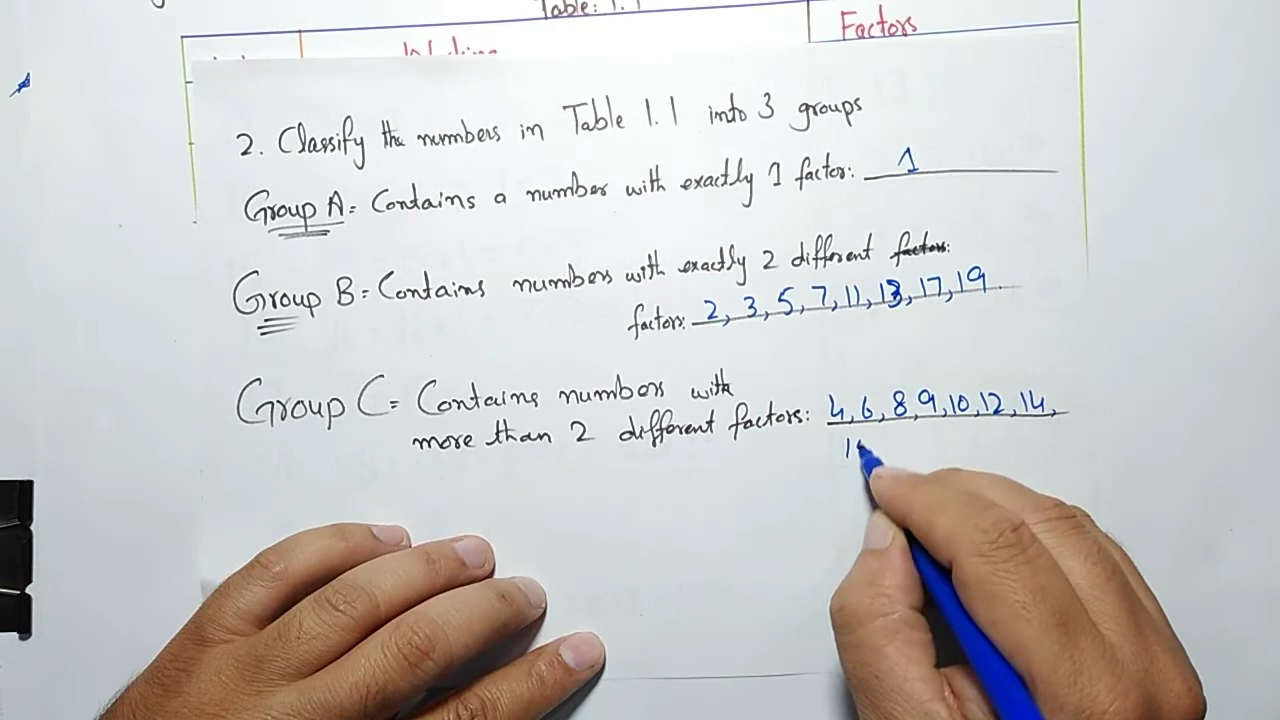 Table: 1.1
Factors
2. Classify the numbers in Table 1.1 into 3 groups
Group A = Contains a number with exactly 1 factor: 1
Group B = Contains numbers with exactly 2 different factors:
factors: 2, 3, 5, 7, 11, 13, 17, 19
Group C = Contains numbers with
more than 2 different factors: 4, 6, 8, 9, 10, 12, 14,